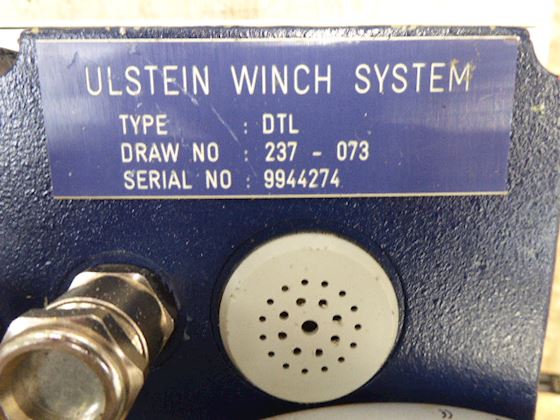 ULSTEIN WINCH SYSTEM
TYPE : DTL
DRAW NO : 237 - 073
SERIAL NO : 9944274